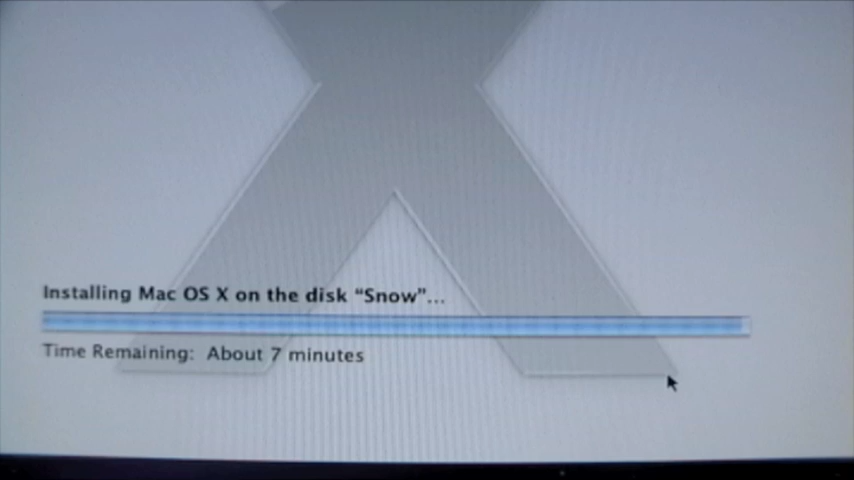 Installing Mac OS X on the disk “Snow”...
Time Remaining: About 7 minutes